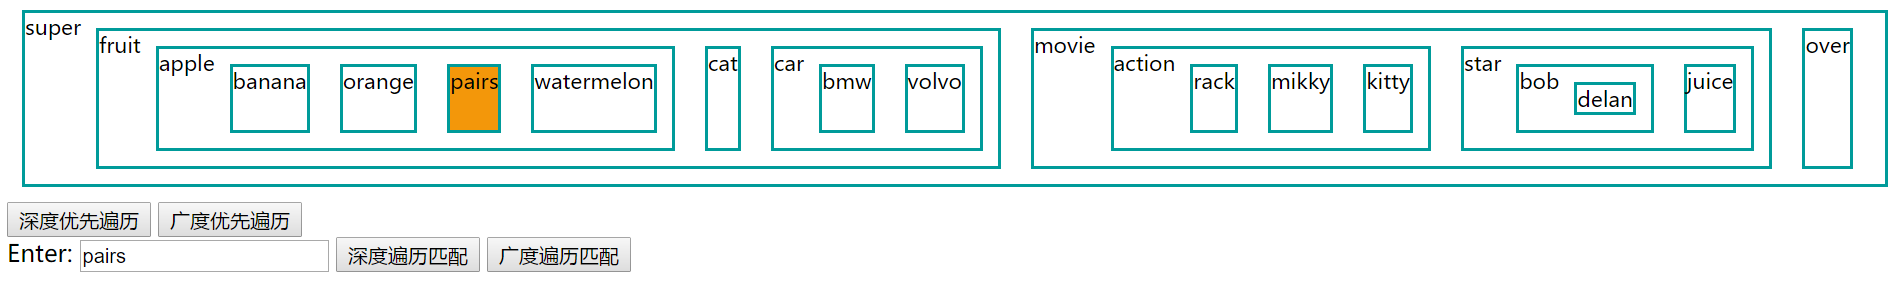 super
fruit
movie
over
apple
cat
car
action
star
banana
orange
pairs
watermelon
bmw
volvo
rack
mikky
kitty
bob
delan
juice
深度优先遍历 广度优先遍历
Enter: pairs 深度遍历匹配 广度遍历匹配